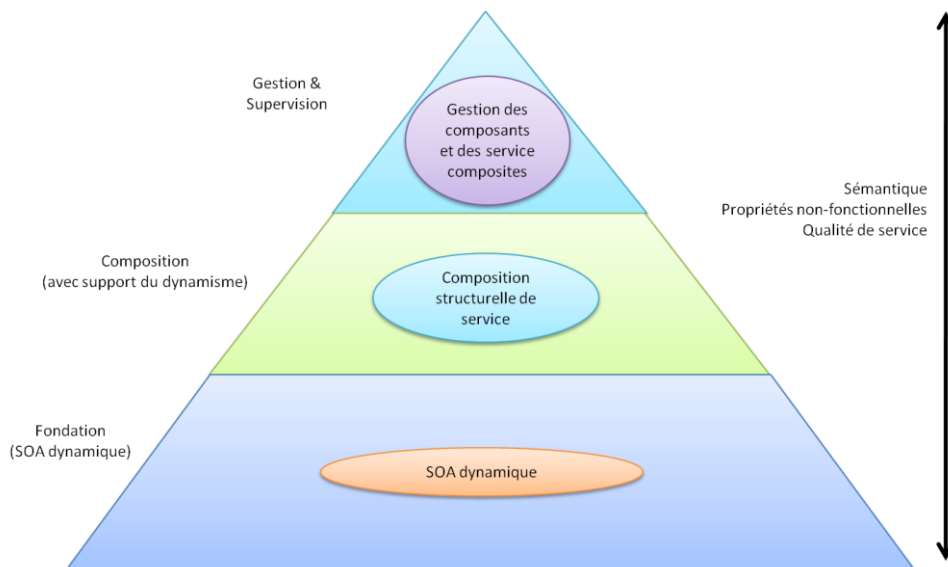 Gestion &
Supervision
Gestion des
composants
et des service
composites
Sémantique
Propriétés non-fonctionnelles
Qualité de service
Composition
(avec support du dynamisme)
Composition
structurelle de
service
Fondation
(SOA dynamique)
SOA dynamique